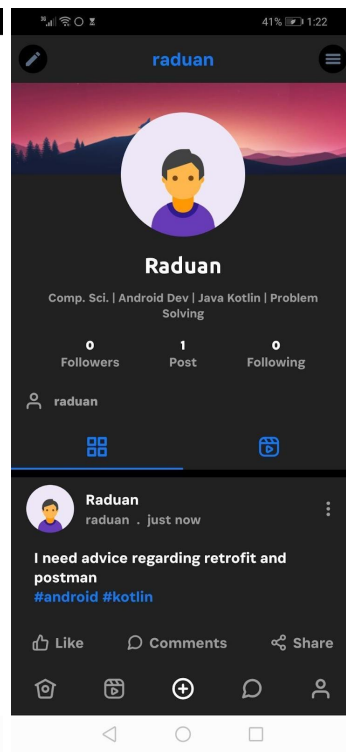 3G 41% 1:22
raduan
Raduan
Comp. Sci. | Android Dev | Java Kotlin | Problem
Solving
0 1 0
Followers Post Following
raduan
Raduan
raduan . just now
I need advice regarding retrofit and
postman
#android #kotlin
Like Comments Share